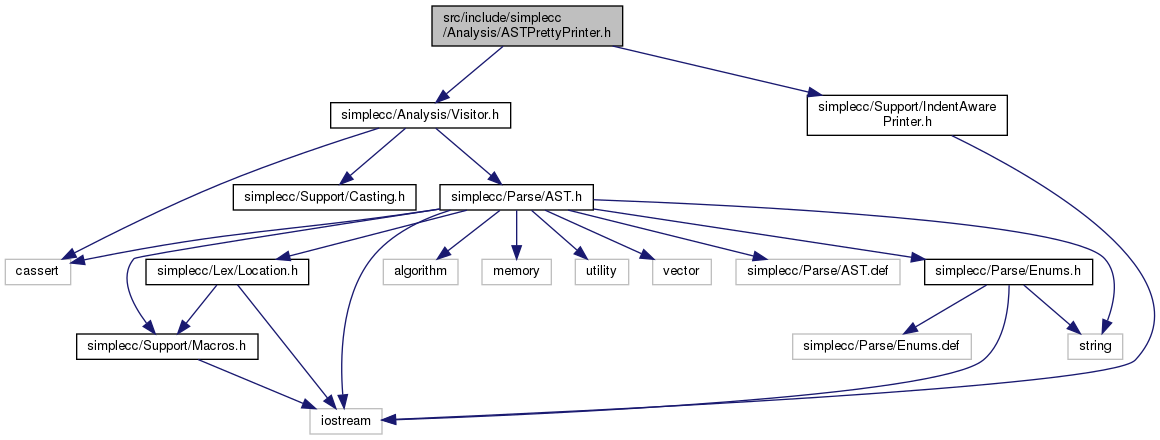 src/include/simplecc
/Analysis/ASTPrettyPrinter.h
simplecc/Analysis/Visitor.h
simplecc/Support/IndentAware
Printer.h
simplecc/Support/Casting.h
simplecc/Parse/AST.h
cassert
simplecc/Lex/Location.h
algorithm
memory
utility
vector
simplecc/Parse/AST.def
simplecc/Parse/Enums.h
simplecc/Support/Macros.h
simplecc/Parse/Enums.def
string
iostream